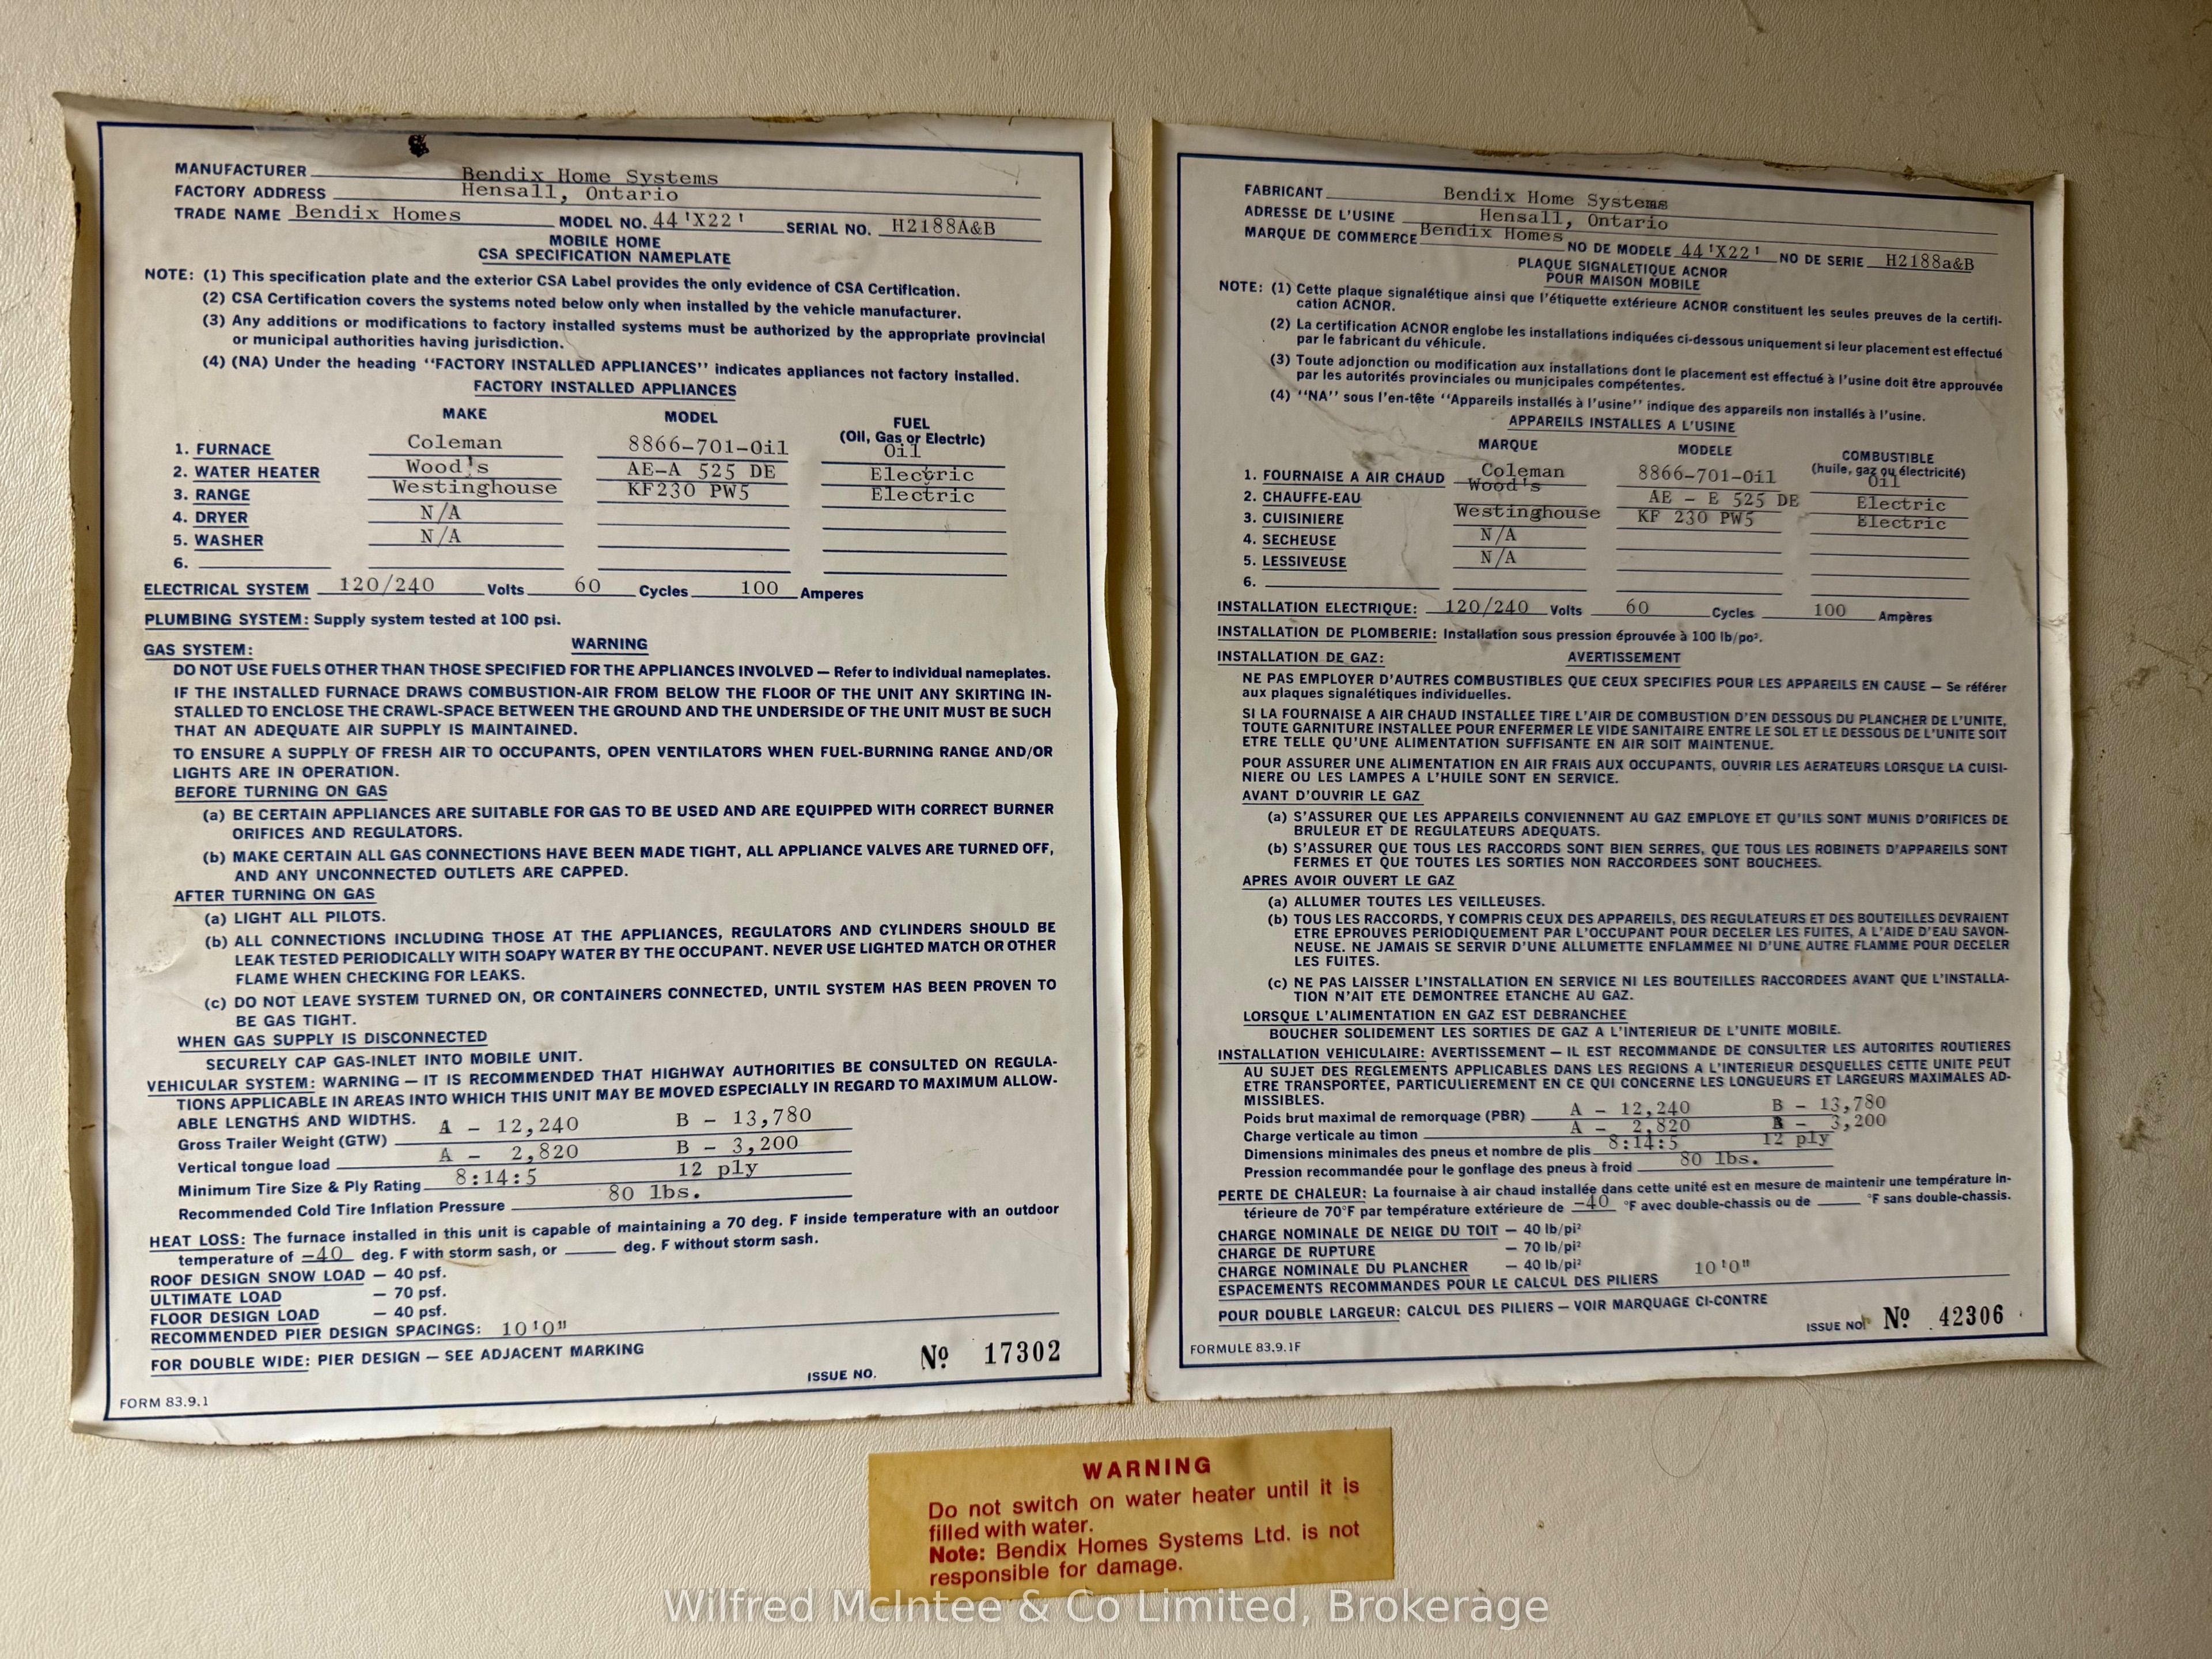 MANUFACTURER Bendix Home Systems
FACTORY ADDRESS Hensall, Ontario
TRADE NAME Bendix Homes MODEL NO. 44'X22' SERIAL NO. H2188A&B
MOBILE HOME
CSA SPECIFICATION NAMEPLATE
NOTE: (1) This specification plate and the exterior CSA Label provides the only evidence of CSA Certification.
(2) CSA Certification covers the systems noted below only when installed by the vehicle manufacturer.
(3) Any additions or modifications to factory installed systems must be authorized by the appropriate provincial
or municipal authorities having jurisdiction.
(4) (NA) Under the heading "FACTORY INSTALLED APPLIANCES" indicates appliances not factory installed.
FACTORY INSTALLED APPLIANCES
MAKE MODEL FUEL
(Oil, Gas or Electric)
1. FURNACE Coleman 8866-701-Oil Oil
2. WATER HEATER Wood's AE-A 525 DE Electric
3. RANGE Westinghouse KF230 PW5 Electric
4. DRYER N/A
5. WASHER N/A
6.
ELECTRICAL SYSTEM 120/240 Volts 60 Cycles 100 Amperes
PLUMBING SYSTEM: Supply system tested at 100 psi.
GAS SYSTEM: WARNING
DO NOT USE FUELS OTHER THAN THOSE SPECIFIED FOR THE APPLIANCES INVOLVED — Refer to individual nameplates.
IF THE INSTALLED FURNACE DRAWS COMBUSTION-AIR FROM BELOW THE FLOOR OF THE UNIT ANY SKIRTING IN-
STALLED TO ENCLOSE THE CRAWL-SPACE BETWEEN THE GROUND AND THE UNDERSIDE OF THE UNIT MUST BE SUCH
THAT AN ADEQUATE AIR SUPPLY IS MAINTAINED.
TO ENSURE A SUPPLY OF FRESH AIR TO OCCUPANTS, OPEN VENTILATORS WHEN FUEL-BURNING RANGE AND/OR
LIGHTS ARE IN OPERATION.
BEFORE TURNING ON GAS
(a) BE CERTAIN APPLIANCES ARE SUITABLE FOR GAS TO BE USED AND ARE EQUIPPED WITH CORRECT BURNER
ORIFICES AND REGULATORS.
(b) MAKE CERTAIN ALL GAS CONNECTIONS HAVE BEEN MADE TIGHT, ALL APPLIANCE VALVES ARE TURNED OFF,
AND ANY UNCONNECTED OUTLETS ARE CAPPED.
AFTER TURNING ON GAS
(a) LIGHT ALL PILOTS.
(b) ALL CONNECTIONS INCLUDING THOSE AT THE APPLIANCES, REGULATORS AND CYLINDERS SHOULD BE
LEAK TESTED PERIODICALLY WITH SOAPY WATER BY THE OCCUPANT. NEVER USE LIGHTED MATCH OR OTHER
FLAME WHEN CHECKING FOR LEAKS.
(c) DO NOT LEAVE SYSTEM TURNED ON, OR CONTAINERS CONNECTED, UNTIL SYSTEM HAS BEEN PROVEN TO
BE GAS TIGHT.
WHEN GAS SUPPLY IS DISCONNECTED
SECURELY CAP GAS-INLET INTO MOBILE UNIT.
VEHICULAR SYSTEM: WARNING — IT IS RECOMMENDED THAT HIGHWAY AUTHORITIES BE CONSULTED ON REGULA-
TIONS APPLICABLE IN AREAS INTO WHICH THIS UNIT MAY BE MOVED ESPECIALLY IN REGARD TO MAXIMUM ALLOW-
ABLE LENGTHS AND WIDTHS.
Gross Trailer Weight (GTW) A - 12,240 B - 13,780
Vertical tongue load A - 2,820 B - 3,200
Minimum Tire Size & Ply Rating 8:14:5 12 ply
Recommended Cold Tire Inflation Pressure 80 lbs.
HEAT LOSS: The furnace installed in this unit is capable of maintaining a 70 deg. F inside temperature with an outdoor
temperature of -40 deg. F with storm sash, or deg. F without storm sash.
ROOF DESIGN SNOW LOAD — 40 psf.
ULTIMATE LOAD — 70 psf.
FLOOR DESIGN LOAD — 40 psf.
RECOMMENDED PIER DESIGN SPACINGS: 10'0"
FOR DOUBLE WIDE: PIER DESIGN — SEE ADJACENT MARKING
ISSUE NO. Nº 17302
FORM 83.9.1
FABRICANT Bendix Home Systems
ADRESSE DE L'USINE Hensall, Ontario
MARQUE DE COMMERCE Bendix Homes NO DE MODELE 44'X22' NO DE SERIE H2188a&B
PLAQUE SIGNALETIQUE ACNOR
POUR MAISON MOBILE
NOTE: (1) Cette plaque signalétique ainsi que l'étiquette extérieure ACNOR constituent les seules preuves de la certifi-
cation ACNOR.
(2) La certification ACNOR englobe les installations indiquées ci-dessous uniquement si leur placement est effectué
par le fabricant du véhicule.
(3) Toute adjonction ou modification aux installations dont le placement est effectué à l'usine doit être approuvée
par les autorités provinciales ou municipales compétentes.
(4) "NA" sous l'en-tête "Appareils installés à l'usine" indique des appareils non installés à l'usine.
APPAREILS INSTALLES A L'USINE
MARQUE MODELE COMBUSTIBLE
(huile, gaz ou électricité)
1. FOURNAISE A AIR CHAUD Coleman 8866-701-Oil Oil
2. CHAUFFE-EAU Wood's AE - E 525 DE Electric
3. CUISINIERE Westinghouse KF 230 PW5 Electric
4. SECHEUSE N/A
5. LESSIVEUSE N/A
6.
INSTALLATION ELECTRIQUE: 120/240 Volts 60 Cycles 100 Ampères
INSTALLATION DE PLOMBERIE: Installation sous pression éprouvée à 100 lb/po².
INSTALLATION DE GAZ: AVERTISSEMENT
NE PAS EMPLOYER D'AUTRES COMBUSTIBLES QUE CEUX SPECIFIES POUR LES APPAREILS EN CAUSE — Se référer
aux plaques signalétiques individuelles.
SI LA FOURNAISE A AIR CHAUD INSTALLEE TIRE L'AIR DE COMBUSTION D'EN DESSOUS DU PLANCHER DE L'UNITE,
TOUTE GARNITURE INSTALLEE POUR ENFERMER LE VIDE SANITAIRE ENTRE LE SOL ET LE DESSOUS DE L'UNITE SOIT
ETRE TELLE QU'UNE ALIMENTATION SUFFISANTE EN AIR SOIT MAINTENUE.
POUR ASSURER UNE ALIMENTATION EN AIR FRAIS AUX OCCUPANTS, OUVRIR LES AERATEURS LORSQUE LA CUISI-
NIERE OU LES LAMPES A L'HUILE SONT EN SERVICE.
AVANT D'OUVRIR LE GAZ
(a) S'ASSURER QUE LES APPAREILS CONVIENNENT AU GAZ EMPLOYE ET QU'ILS SONT MUNIS D'ORIFICES DE
BRULEUR ET DE REGULATEURS ADEQUATS.
(b) S'ASSURER QUE TOUS LES RACCORDS SONT BIEN SERRES, QUE TOUS LES ROBINETS D'APPAREILS SONT
FERMES ET QUE TOUTES LES SORTIES NON RACCORDEES SONT BOUCHEES.
APRES AVOIR OUVERT LE GAZ
(a) ALLUMER TOUTES LES VEILLEUSES.
(b) TOUS LES RACCORDS, Y COMPRIS CEUX DES APPAREILS, DES REGULATEURS ET DES BOUTEILLES DEVRAIENT
ETRE EPROUVES PERIODIQUEMENT PAR L'OCCUPANT POUR DECELER LES FUITES, A L'AIDE D'EAU SAVON-
NEUSE. NE JAMAIS SE SERVIR D'UNE ALLUMETTE ENFLAMMEE NI D'UNE AUTRE FLAMME POUR DECELER
LES FUITES.
(c) NE PAS LAISSER L'INSTALLATION EN SERVICE NI LES BOUTEILLES RACCORDEES AVANT QUE L'INSTALLA-
TION N'AIT ETE DEMONTREE ETANCHE AU GAZ.
LORSQUE L'ALIMENTATION EN GAZ EST DEBRANCHEE
BOUCHER SOLIDEMENT LES SORTIES DE GAZ A L'INTERIEUR DE L'UNITE MOBILE.
INSTALLATION VEHICULAIRE: AVERTISSEMENT — IL EST RECOMMANDE DE CONSULTER LES AUTORITES ROUTIERES
AU SUJET DES REGLEMENTS APPLICABLES DANS LES REGIONS A L'INTERIEUR DESQUELLES CETTE UNITE PEUT
ETRE TRANSPORTEE, PARTICULIEREMENT EN CE QUI CONCERNE LES LONGUEURS ET LARGEURS MAXIMALES AD-
MISSIBLES.
Poids brut maximal de remorquage (PBR) A - 12,240 B - 13,780
Charge verticale au timon A - 2,820 B - 3,200
Dimensions minimales des pneus et nombre de plis 8:14:5 12 ply
Pression recommandée pour le gonflage des pneus à froid 80 lbs.
PERTE DE CHALEUR: La fournaise à air chaud installée dans cette unité est en mesure de maintenir une température in-
térieure de 70°F par température extérieure de -40 °F avec double-chassis ou de °F sans double-chassis.
CHARGE NOMINALE DE NEIGE DU TOIT — 40 lb/pi²
CHARGE DE RUPTURE — 70 lb/pi²
CHARGE NOMINALE DU PLANCHER — 40 lb/pi²
ESPACEMENTS RECOMMANDES POUR LE CALCUL DES PILIERS 10'0"
POUR DOUBLE LARGEUR: CALCUL DES PILIERS — VOIR MARQUAGE CI-CONTRE
ISSUE NO. Nº 42306
FORMULE 83.9.1F
WARNING
Do not switch on water heater until it is
filled with water.
Note: Bendix Homes Systems Ltd. is not
responsible for damage.
Wilfred McIntee & Co Limited, Brokerage